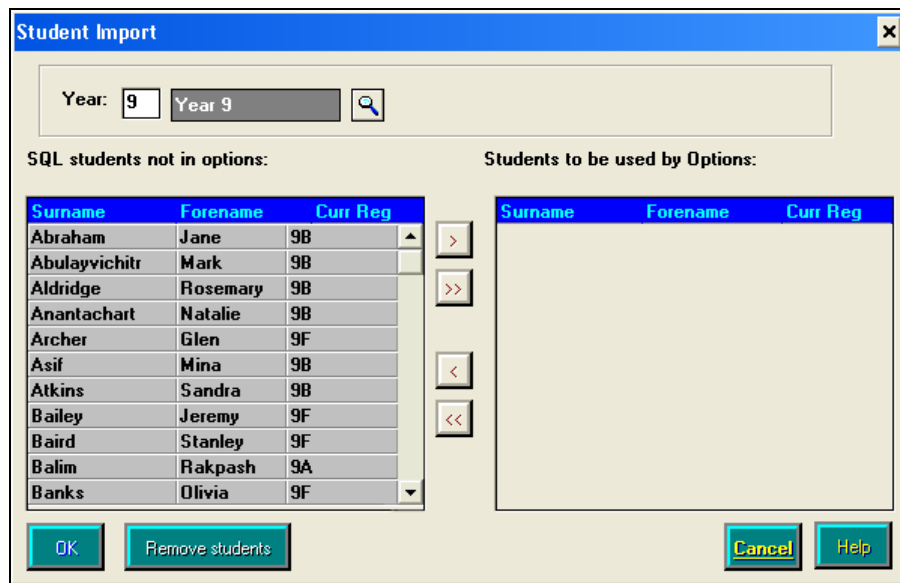 Student Import
Year: 9 Year 9
SQL students not in options:
Students to be used by Options:
Surname Forename Curr Reg
Surname Forename Curr Reg
Abraham Jane 9B
Abulayvichitr Mark 9B
Aldridge Rosemary 9B
Anantachart Natalie 9B
Archer Glen 9F
Asif Mina 9B
Atkins Sandra 9B
Bailey Jeremy 9F
Baird Stanley 9F
Balim Rakpash 9A
Banks Olivia 9F
>
>>
<
<<
OK Remove students Cancel Help